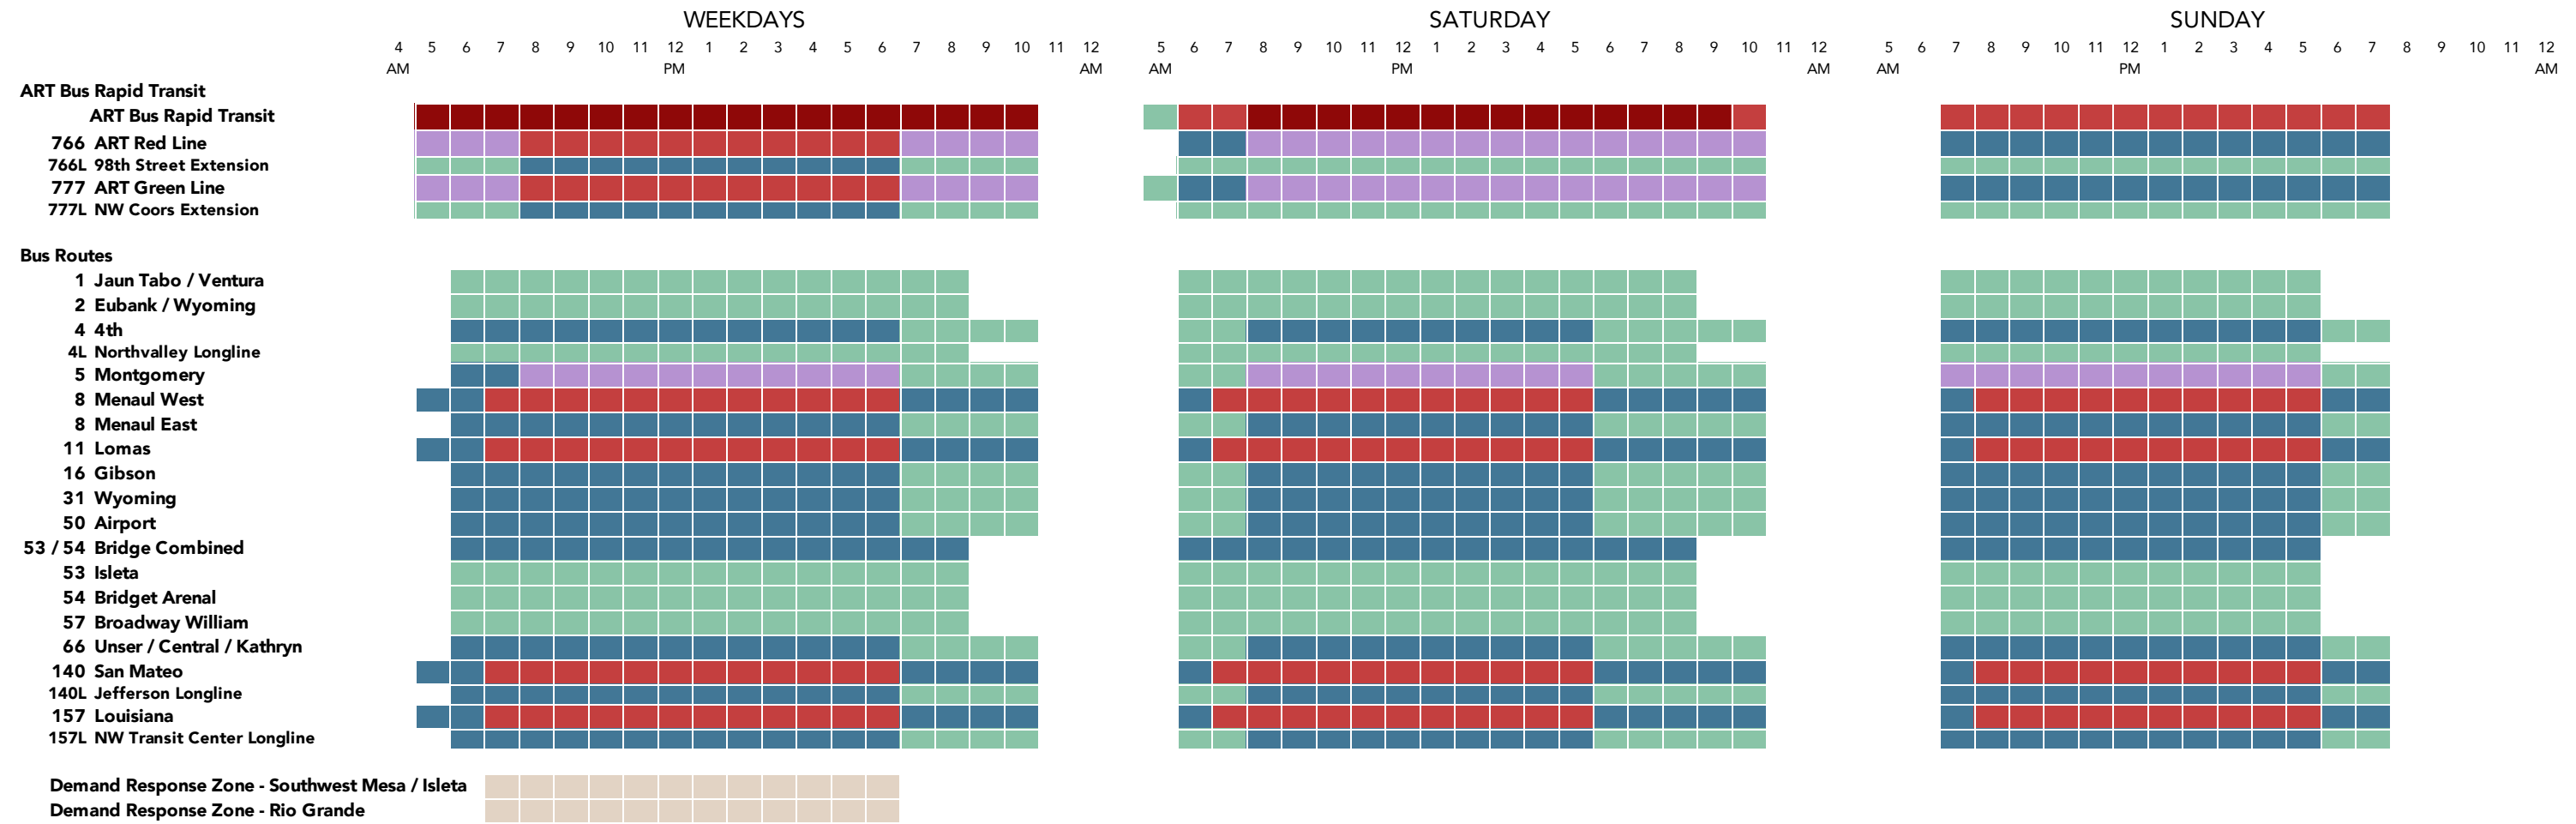 WEEKDAYS SATURDAY SUNDAY
4 5 6 7 8 9 10 11 12 1 2 3 4 5 6 7 8 9 10 11 12 5 6 7 8 9 10 11 12 1 2 3 4 5 6 7 8 9 10 11 12 5 6 7 8 9 10 11 12 1 2 3 4 5 6 7 8 9 10 11 12
AM PM AM AM PM AM AM PM AM
ART Bus Rapid Transit
ART Bus Rapid Transit
766 ART Red Line
766L 98th Street Extension
777 ART Green Line
777L NW Coors Extension
Bus Routes
1 Jaun Tabo / Ventura
2 Eubank / Wyoming
4 4th
4L Northvalley Longline
5 Montgomery
8 Menaul West
8 Menaul East
11 Lomas
16 Gibson
31 Wyoming
50 Airport
53 / 54 Bridge Combined
53 Isleta
54 Bridget Arenal
57 Broadway William
66 Unser / Central / Kathryn
140 San Mateo
140L Jefferson Longline
157 Louisiana
157L NW Transit Center Longline
Demand Response Zone - Southwest Mesa / Isleta
Demand Response Zone - Rio Grande